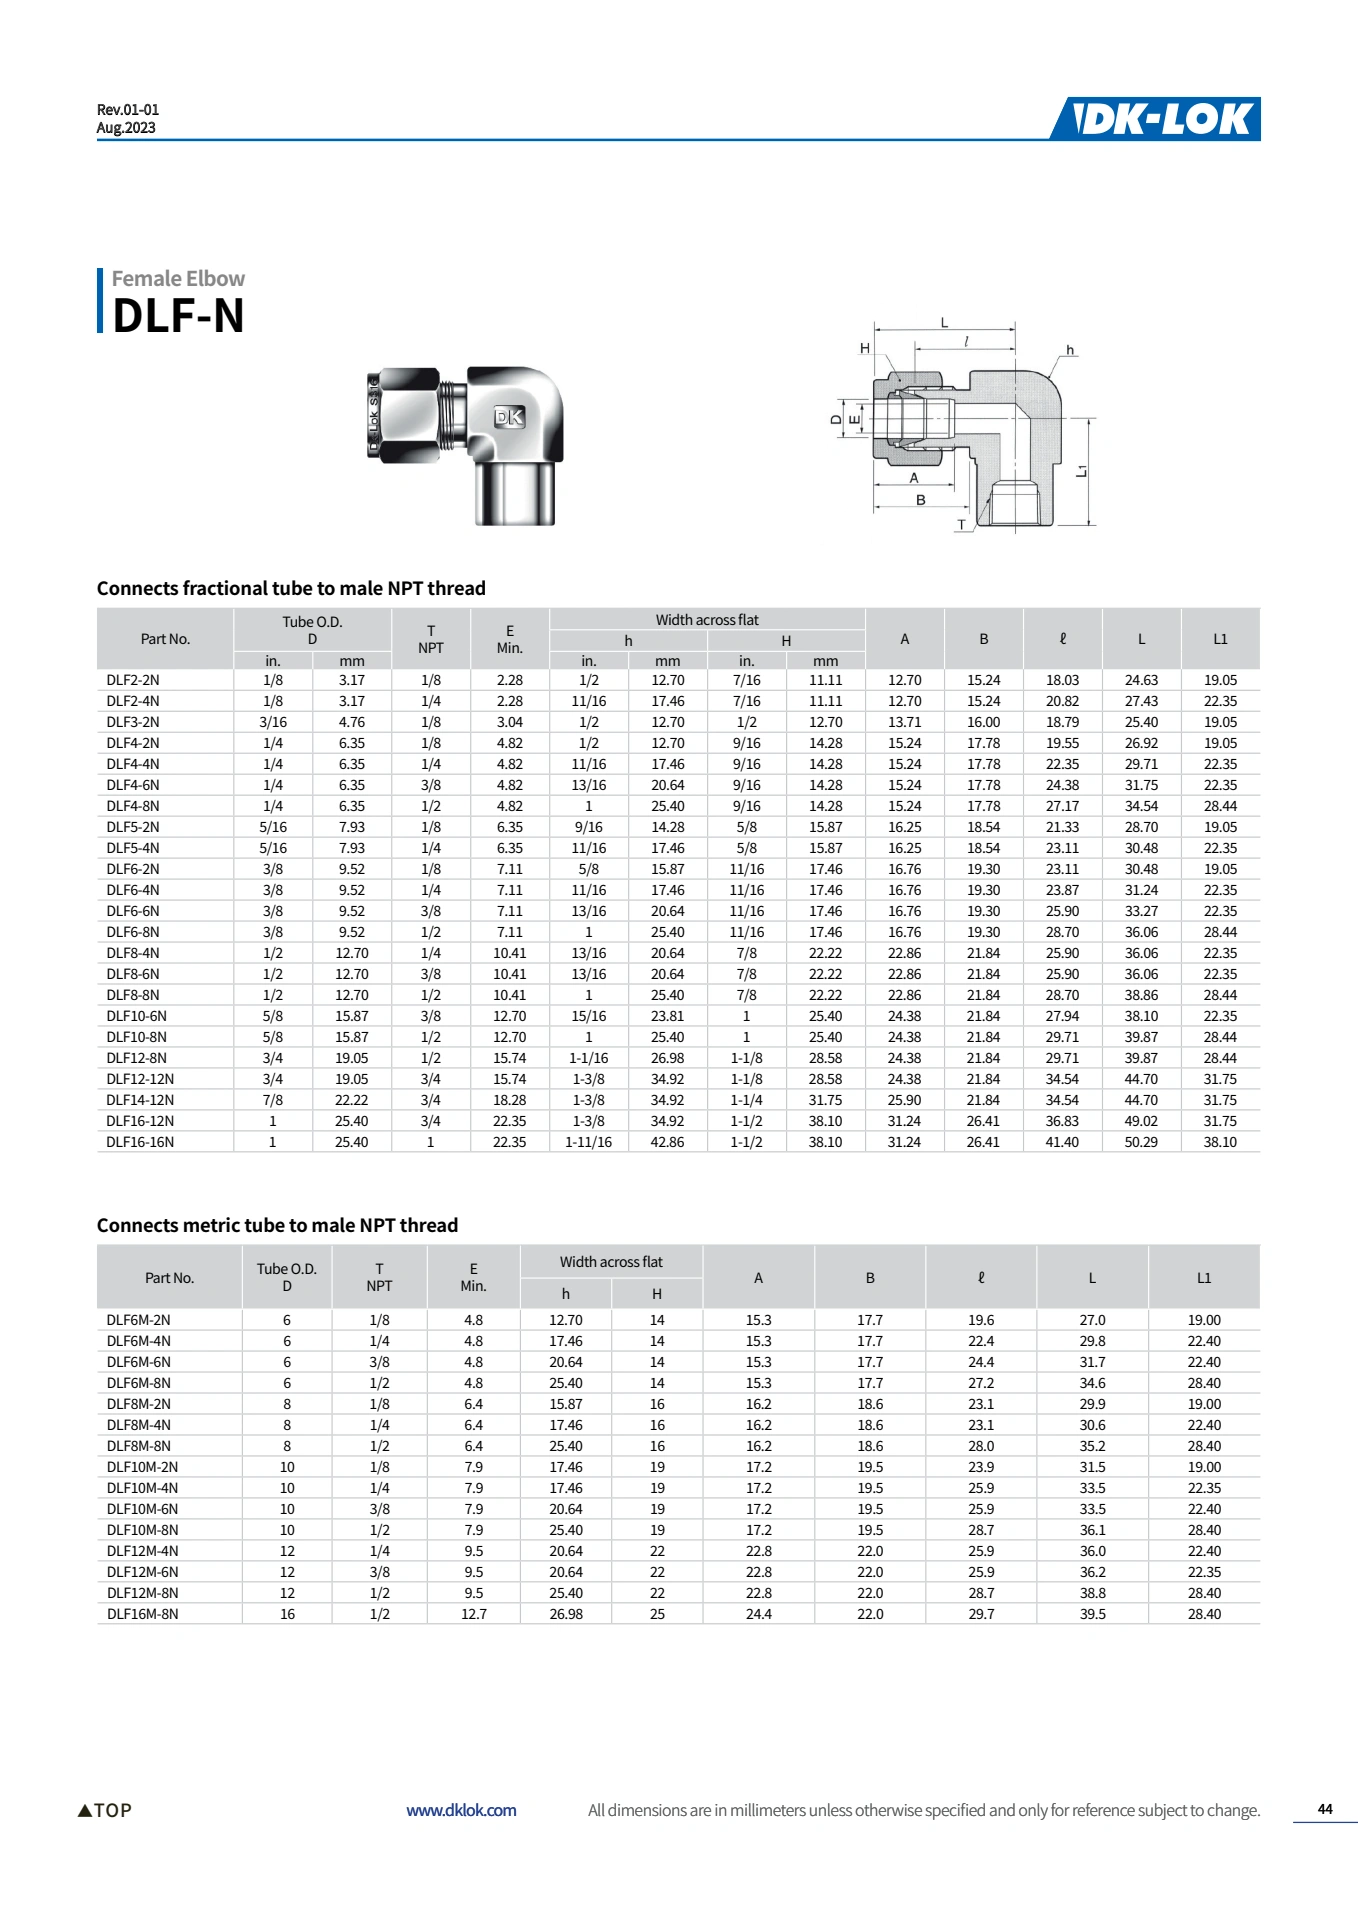 Rev.01-01
Aug.2023
DK-LOK
Female Elbow
DLF-N
DK-Lok SS16
DK
L
l
H
h
D
E
A
B
T
L1
Connects fractional tube to male NPT thread
Part No. Tube O.D. D T NPT E Min. Width across flat A B ℓ L L1
h H
in. mm in. mm in. mm
DLF2-2N 1/8 3.17 1/8 2.28 1/2 12.70 7/16 11.11 12.70 15.24 18.03 24.63 19.05
DLF2-4N 1/8 3.17 1/4 2.28 11/16 17.46 7/16 11.11 12.70 15.24 20.82 27.43 22.35
DLF3-2N 3/16 4.76 1/8 3.04 1/2 12.70 1/2 12.70 13.71 16.00 18.79 25.40 19.05
DLF4-2N 1/4 6.35 1/8 4.82 1/2 12.70 9/16 14.28 15.24 17.78 19.55 26.92 19.05
DLF4-4N 1/4 6.35 1/4 4.82 11/16 17.46 9/16 14.28 15.24 17.78 22.35 29.71 22.35
DLF4-6N 1/4 6.35 3/8 4.82 13/16 20.64 9/16 14.28 15.24 17.78 24.38 31.75 22.35
DLF4-8N 1/4 6.35 1/2 4.82 1 25.40 9/16 14.28 15.24 17.78 27.17 34.54 28.44
DLF5-2N 5/16 7.93 1/8 6.35 9/16 14.28 5/8 15.87 16.25 18.54 21.33 28.70 19.05
DLF5-4N 5/16 7.93 1/4 6.35 11/16 17.46 5/8 15.87 16.25 18.54 23.11 30.48 22.35
DLF6-2N 3/8 9.52 1/8 7.11 5/8 15.87 11/16 17.46 16.76 19.30 23.11 30.48 19.05
DLF6-4N 3/8 9.52 1/4 7.11 11/16 17.46 11/16 17.46 16.76 19.30 23.87 31.24 22.35
DLF6-6N 3/8 9.52 3/8 7.11 13/16 20.64 11/16 17.46 16.76 19.30 25.90 33.27 22.35
DLF6-8N 3/8 9.52 1/2 7.11 1 25.40 11/16 17.46 16.76 19.30 28.70 36.06 28.44
DLF8-4N 1/2 12.70 1/4 10.41 13/16 20.64 7/8 22.22 22.86 21.84 25.90 36.06 22.35
DLF8-6N 1/2 12.70 3/8 10.41 13/16 20.64 7/8 22.22 22.86 21.84 25.90 36.06 22.35
DLF8-8N 1/2 12.70 1/2 10.41 1 25.40 7/8 22.22 22.86 21.84 28.70 38.86 28.44
DLF10-6N 5/8 15.87 3/8 12.70 15/16 23.81 1 25.40 24.38 21.84 27.94 38.10 22.35
DLF10-8N 5/8 15.87 1/2 12.70 1 25.40 1 25.40 24.38 21.84 29.71 39.87 28.44
DLF12-8N 3/4 19.05 1/2 15.74 1-1/16 26.98 1-1/8 28.58 24.38 21.84 29.71 39.87 28.44
DLF12-12N 3/4 19.05 3/4 15.74 1-3/8 34.92 1-1/8 28.58 24.38 21.84 34.54 44.70 31.75
DLF14-12N 7/8 22.22 3/4 18.28 1-3/8 34.92 1-1/4 31.75 25.90 21.84 34.54 44.70 31.75
DLF16-12N 1 25.40 3/4 22.35 1-3/8 34.92 1-1/2 38.10 31.24 26.41 36.83 49.02 31.75
DLF16-16N 1 25.40 1 22.35 1-11/16 42.86 1-1/2 38.10 31.24 26.41 41.40 50.29 38.10
Connects metric tube to male NPT thread
Part No. Tube O.D. D T NPT E Min. Width across flat A B ℓ L L1
h H
DLF6M-2N 6 1/8 4.8 12.70 14 15.3 17.7 19.6 27.0 19.00
DLF6M-4N 6 1/4 4.8 17.46 14 15.3 17.7 22.4 29.8 22.40
DLF6M-6N 6 3/8 4.8 20.64 14 15.3 17.7 24.4 31.7 22.40
DLF6M-8N 6 1/2 4.8 25.40 14 15.3 17.7 27.2 34.6 28.40
DLF8M-2N 8 1/8 6.4 15.87 16 16.2 18.6 23.1 29.9 19.00
DLF8M-4N 8 1/4 6.4 17.46 16 16.2 18.6 23.1 30.6 22.40
DLF8M-8N 8 1/2 6.4 25.40 16 16.2 18.6 28.0 35.2 28.40
DLF10M-2N 10 1/8 7.9 17.46 19 17.2 19.5 23.9 31.5 19.00
DLF10M-4N 10 1/4 7.9 17.46 19 17.2 19.5 25.9 33.5 22.35
DLF10M-6N 10 3/8 7.9 20.64 19 17.2 19.5 25.9 33.5 22.40
DLF10M-8N 10 1/2 7.9 25.40 19 17.2 19.5 28.7 36.1 28.40
DLF12M-4N 12 1/4 9.5 20.64 22 22.8 22.0 25.9 36.0 22.40
DLF12M-6N 12 3/8 9.5 20.64 22 22.8 22.0 25.9 36.2 22.35
DLF12M-8N 12 1/2 9.5 25.40 22 22.8 22.0 28.7 38.8 28.40
DLF16M-8N 16 1/2 12.7 26.98 25 24.4 22.0 29.7 39.5 28.40
▲TOP
www.dklok.com
All dimensions are in millimeters unless otherwise specified and only for reference subject to change.
44